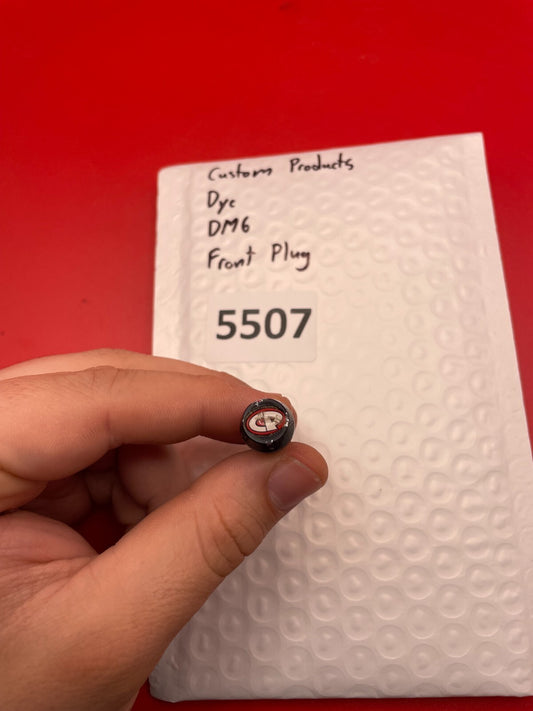 Custom Products
Dye
DM6
Front Plug
5507